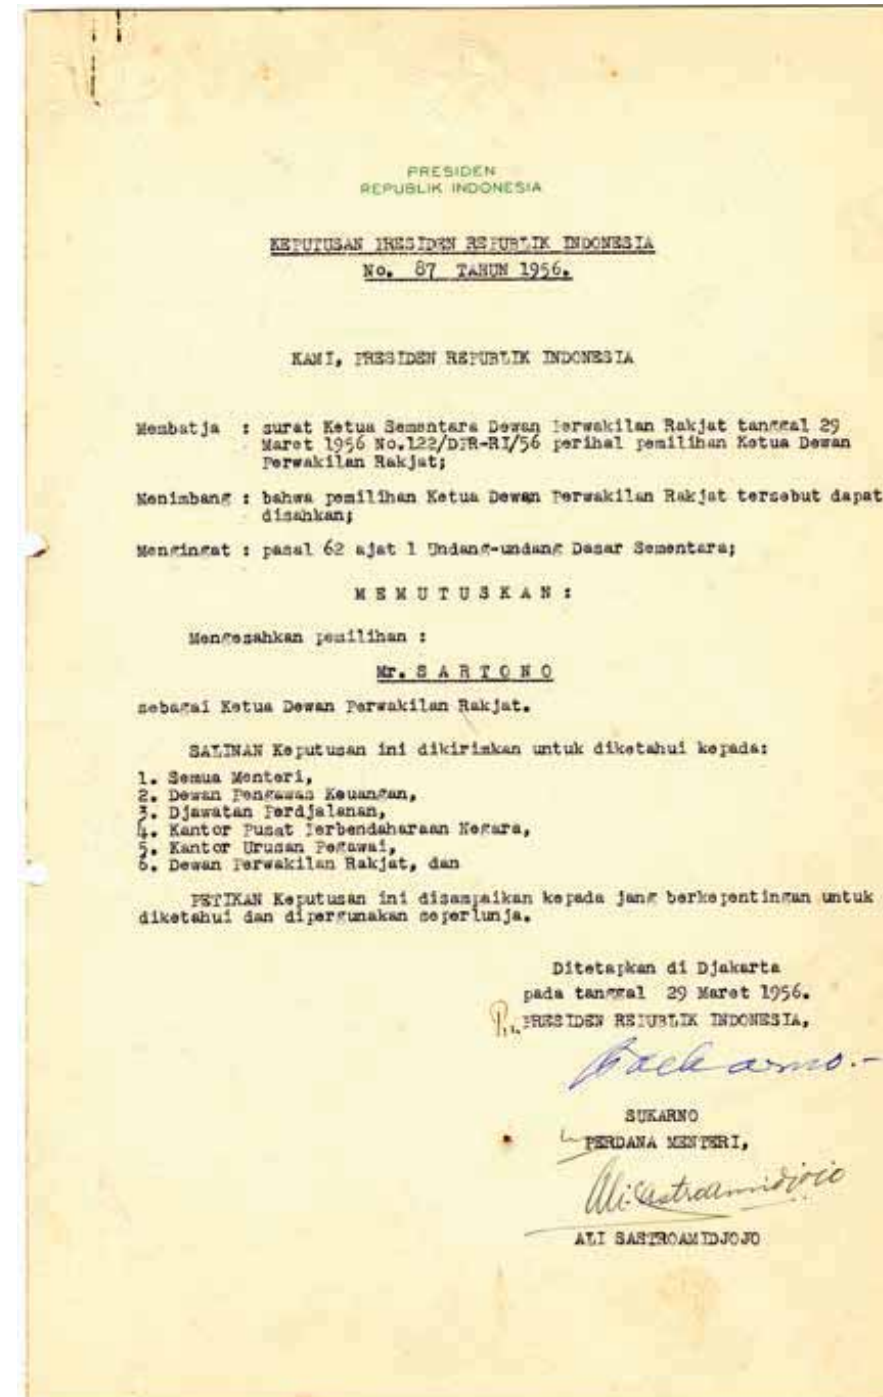 PRESIDEN
REPUBLIK INDONESIA
KEPUTUSAN PRESIDEN REPUBLIK INDONESIA
No. 87 TAHUN 1956.
KAMI, PRESIDEN REPUBLIK INDONESIA
Membatja : surat Ketua Sementara Dewan Perwakilan Rakjat tanggal 29
Maret 1956 No.122/DPR-RI/56 perihal pemilihan Ketua Dewan
Perwakilan Rakjat;
Menimbang : bahwa pemilihan Ketua Dewan Perwakilan Rakjat tersebut dapat
disahkan;
Mengingat : pasal 62 ajat 1 Undang-undang Dasar Sementara;
M E M U T U S K A N :
Mengesahkan pemilihan :
Mr. S A R T O N O
sebagai Ketua Dewan Perwakilan Rakjat.
SALINAN Keputusan ini dikirimkan untuk diketahui kepada:
1. Semua Menteri,
2. Dewan Pengawas Keuangan,
3. Djawatan Perdjalanan,
4. Kantor Pusat Perbendaharaan Negara,
5. Kantor Urusan Pegawai,
6. Dewan Perwakilan Rakjat, dan
PETIKAN Keputusan ini disampaikan kepada jang berkepentingan untuk
diketahui dan dipergunakan seperlunja.
Ditetapkan di Djakarta
pada tanggal 29 Maret 1956.
PRESIDEN REPUBLIK INDONESIA,
Soekarno.-
SUKARNO
PERDANA MENTERI,
Ali Sastroamidjojo
ALI SASTROAMIDJOJO